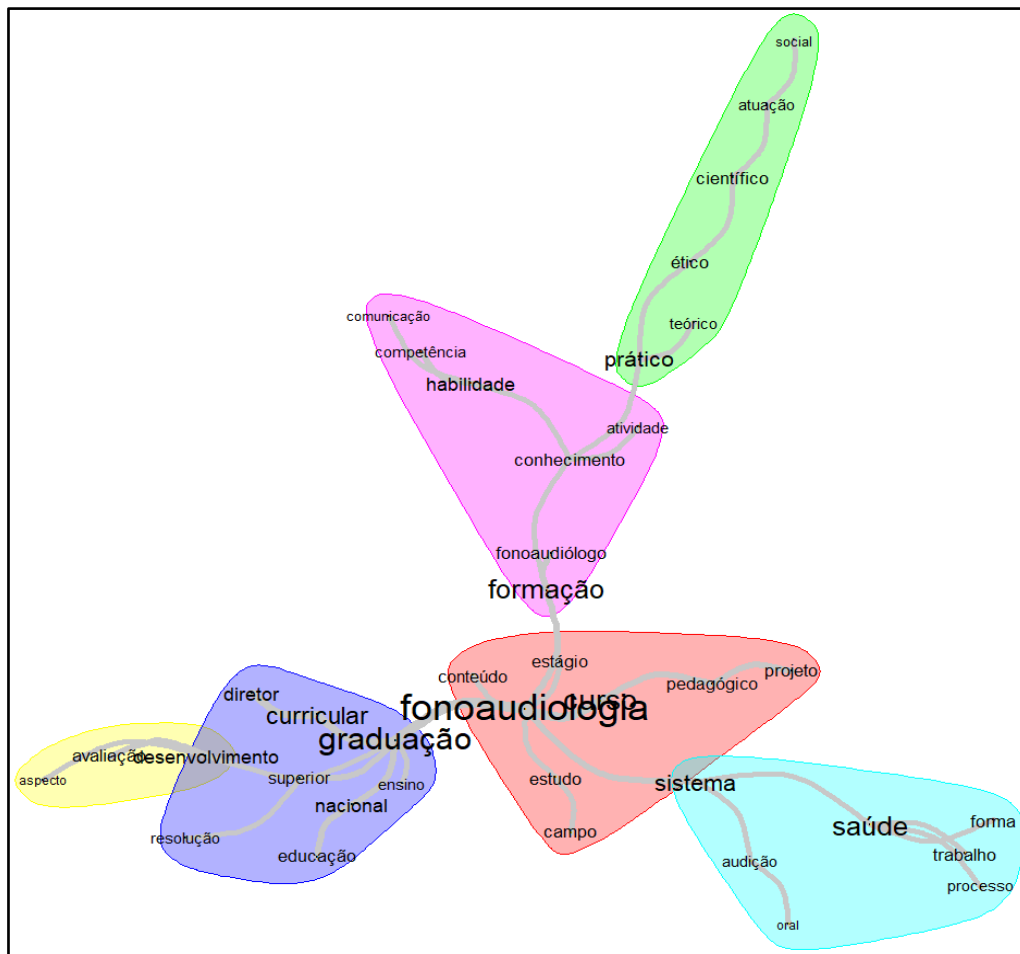 social
atuação
científico
ético
teórico
prático
comunicação
competência
habilidade
atividade
conhecimento
fonoaudiólogo
formação
estágio
conteúdo
pedagógico
projeto
curso
fonoaudiologia
diretor
curricular
graduação
avaliação
desenvolvimento
aspecto
superior
ensino
nacional
resolução
educação
estudo
campo
sistema
saúde
forma
trabalho
audição
processo
oral